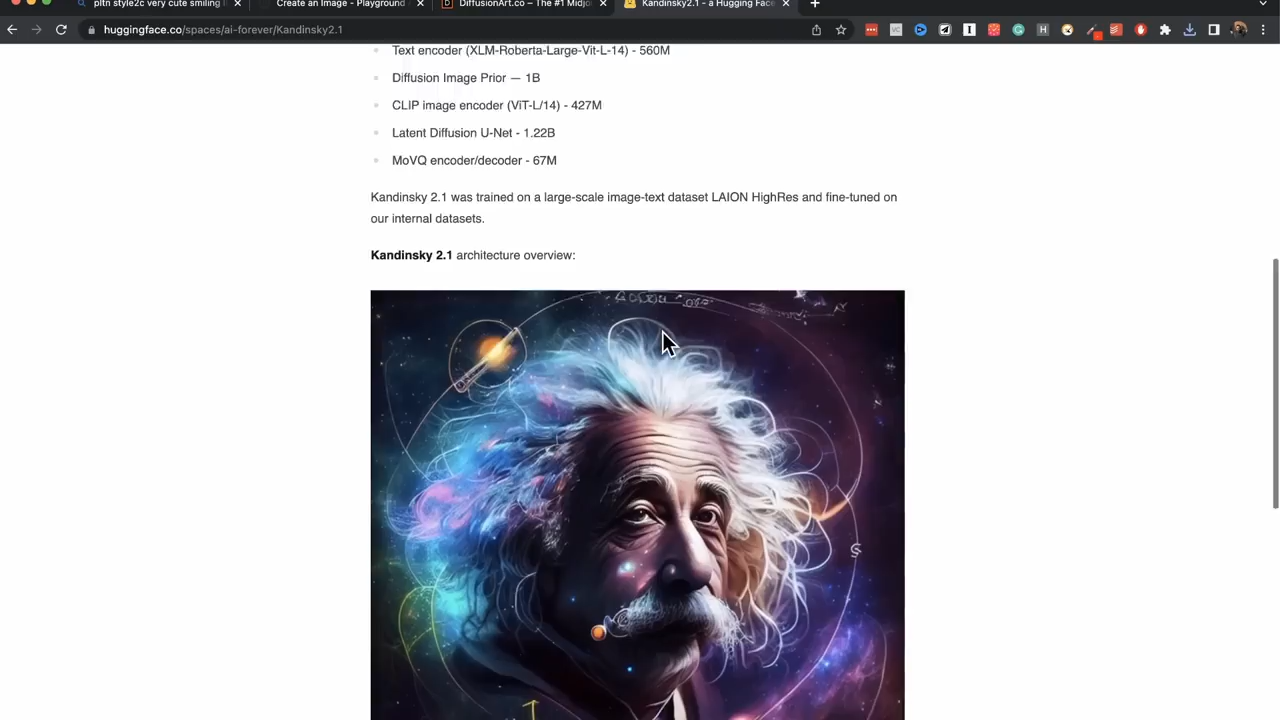 pltn style2c very cute smiling
Create an Image - Playground
DiffusionArt.co – The #1 Midjo
Kandinsky2.1 - a Hugging Face
huggingface.co/spaces/ai-forever/Kandinsky2.1
Text encoder (XLM-Roberta-Large-Vit-L-14) - 560M
Diffusion Image Prior — 1B
CLIP image encoder (ViT-L/14) - 427M
Latent Diffusion U-Net - 1.22B
MoVQ encoder/decoder - 67M
Kandinsky 2.1 was trained on a large-scale image-text dataset LAION HighRes and fine-tuned on
our internal datasets.
Kandinsky 2.1 architecture overview: